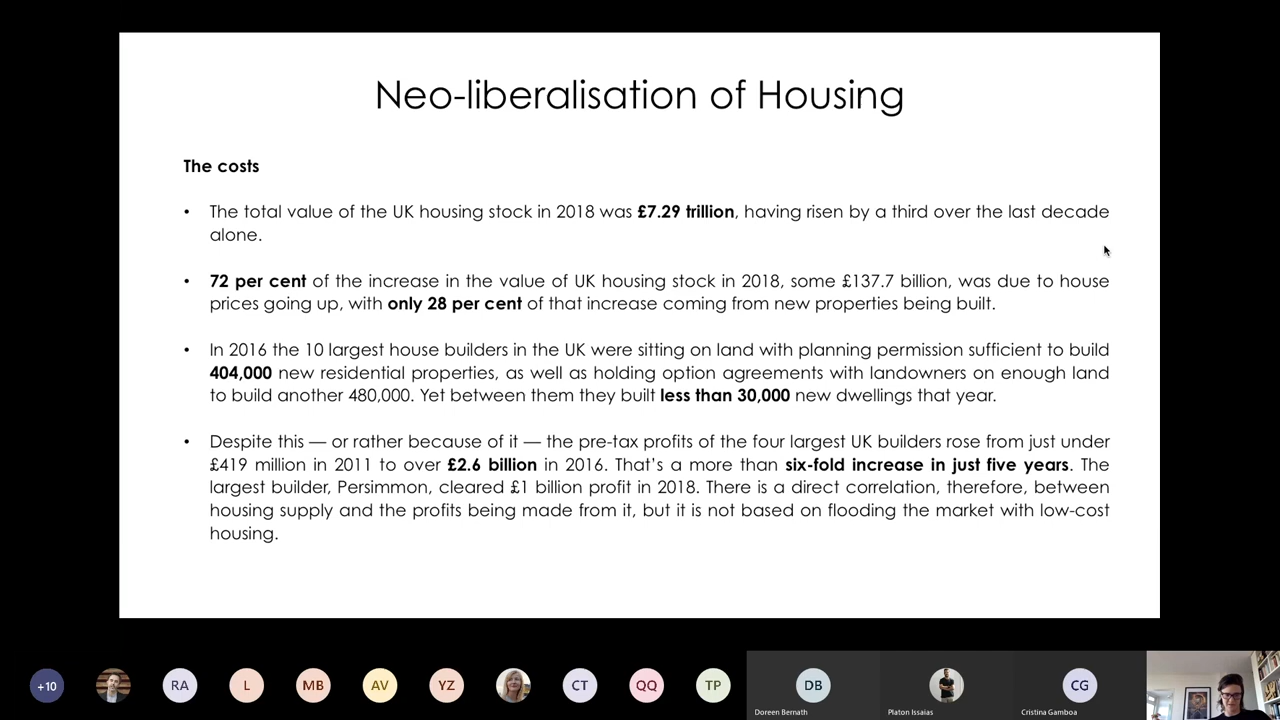 Neo-liberalisation of Housing
The costs
• The total value of the UK housing stock in 2018 was £7.29 trillion, having risen by a third over the last decade
alone.
• 72 per cent of the increase in the value of UK housing stock in 2018, some £137.7 billion, was due to house
prices going up, with only 28 per cent of that increase coming from new properties being built.
• In 2016 the 10 largest house builders in the UK were sitting on land with planning permission sufficient to build
404,000 new residential properties, as well as holding option agreements with landowners on enough land
to build another 480,000. Yet between them they built less than 30,000 new dwellings that year.
• Despite this — or rather because of it — the pre-tax profits of the four largest UK builders rose from just under
£419 million in 2011 to over £2.6 billion in 2016. That's a more than six-fold increase in just five years. The
largest builder, Persimmon, cleared £1 billion profit in 2018. There is a direct correlation, therefore, between
housing supply and the profits being made from it, but it is not based on flooding the market with low-cost
housing.
+10 RA L MB AV YZ CT QQ TP DB CG
Doreen Bernath Platon Issaias Cristina Gamboa